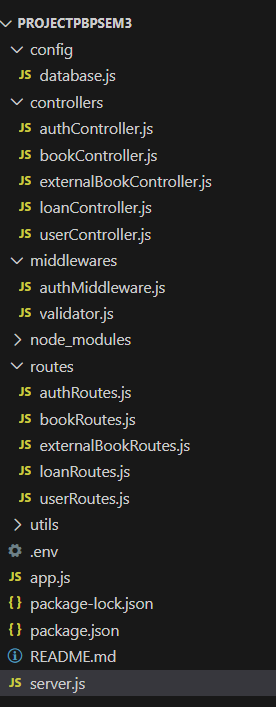 PROJECTPBPSEM3
config
JS database.js
controllers
JS authController.js
JS bookController.js
JS externalBookController.js
JS loanController.js
JS userController.js
middlewares
JS authMiddleware.js
JS validator.js
node_modules
routes
JS authRoutes.js
JS bookRoutes.js
JS externalBookRoutes.js
JS loanRoutes.js
JS userRoutes.js
utils
.env
JS app.js
{} package-lock.json
{} package.json
README.md
JS server.js